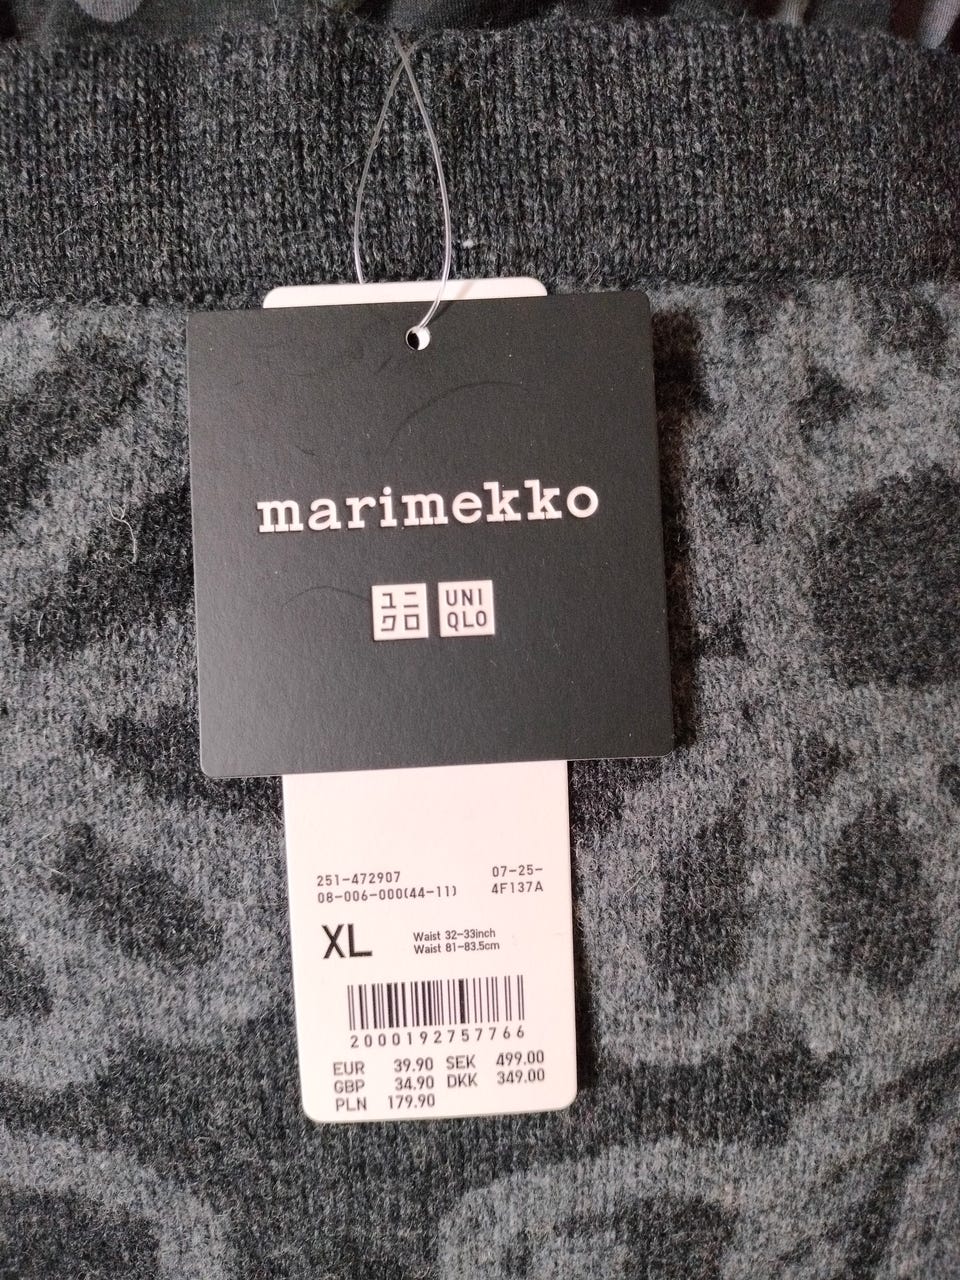 marimekko
ユニ UNI
クロ QLO
251-472907 07-25-
08-006-000(44-11) 4F137A
XL Waist 32-33inch
Waist 81-83.5cm
2000192757766
EUR 39.90 SEK 499.00
GBP 34.90 DKK 349.00
PLN 179.90